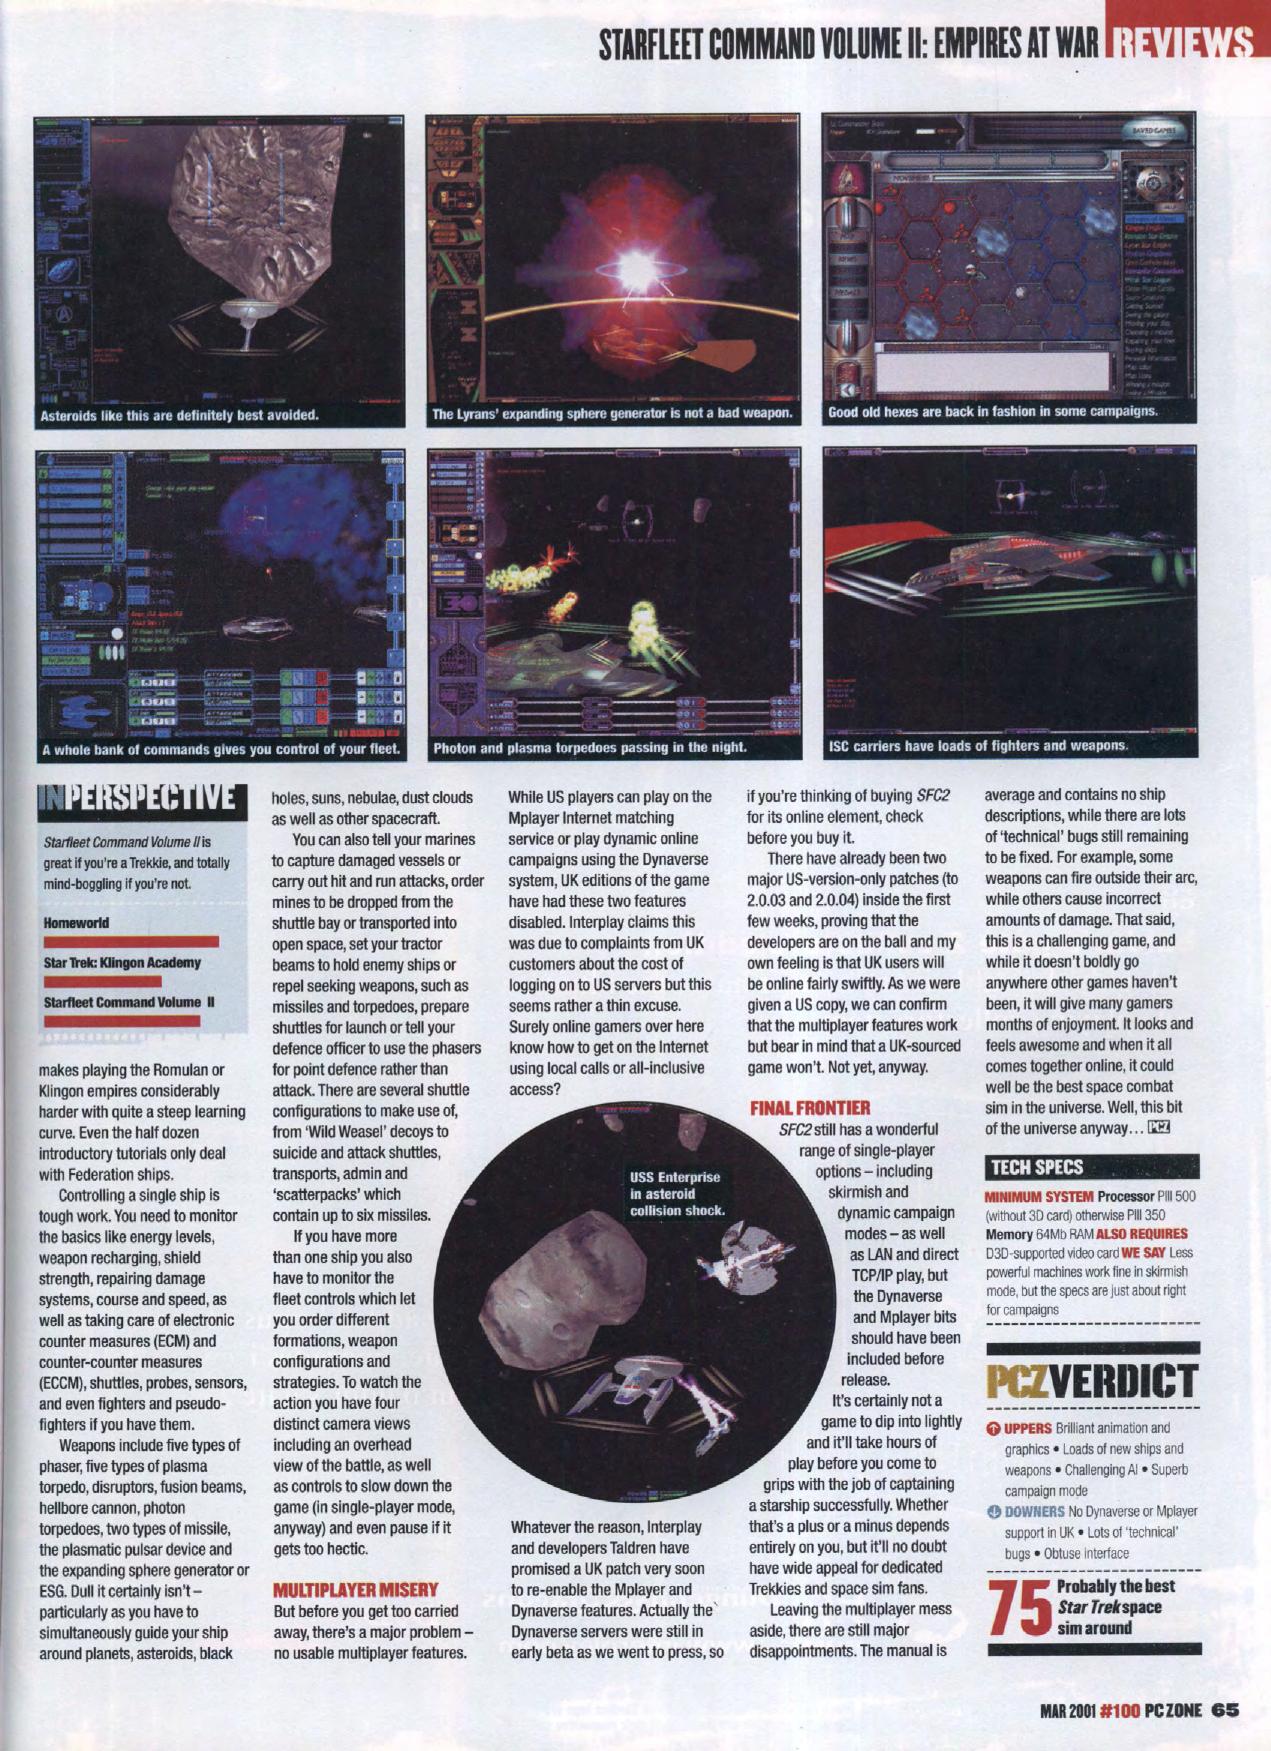 STARFLEET COMMAND VOLUME II: EMPIRES AT WAR REVIEWS
SAVED GAMES
Asteroids like this are definitely best avoided.
The Lyrans' expanding sphere generator is not a bad weapon.
Good old hexes are back in fashion in some campaigns.
A whole bank of commands gives you control of your fleet.
Photon and plasma torpedoes passing in the night.
ISC carriers have loads of fighters and weapons.
INPERSPECTIVE
Starfleet Command Volume II is
great if you're a Trekkie, and totally
mind-boggling if you're not.
Homeworld
Star Trek: Klingon Academy
Starfleet Command Volume II
makes playing the Romulan or
Klingon empires considerably
harder with quite a steep learning
curve. Even the half dozen
introductory tutorials only deal
with Federation ships.
Controlling a single ship is
tough work. You need to monitor
the basics like energy levels,
weapon recharging, shield
strength, repairing damage
systems, course and speed, as
well as taking care of electronic
counter measures (ECM) and
counter-counter measures
(ECCM), shuttles, probes, sensors,
and even fighters and pseudo-
fighters if you have them.
Weapons include five types of
phaser, five types of plasma
torpedo, disruptors, fusion beams,
hellbore cannon, photon
torpedoes, two types of missile,
the plasmatic pulsar device and
the expanding sphere generator or
ESG. Dull it certainly isn't –
particularly as you have to
simultaneously guide your ship
around planets, asteroids, black
holes, suns, nebulae, dust clouds
as well as other spacecraft.
You can also tell your marines
to capture damaged vessels or
carry out hit and run attacks, order
mines to be dropped from the
shuttle bay or transported into
open space, set your tractor
beams to hold enemy ships or
repel seeking weapons, such as
missiles and torpedoes, prepare
shuttles for launch or tell your
defence officer to use the phasers
for point defence rather than
attack. There are several shuttle
configurations to make use of,
from 'Wild Weasel' decoys to
suicide and attack shuttles,
transports, admin and
'scatterpacks' which
contain up to six missiles.
If you have more
than one ship you also
have to monitor the
fleet controls which let
you order different
formations, weapon
configurations and
strategies. To watch the
action you have four
distinct camera views
including an overhead
view of the battle, as well
as controls to slow down the
game (in single-player mode,
anyway) and even pause if it
gets too hectic.
MULTIPLAYER MISERY
But before you get too carried
away, there's a major problem –
no usable multiplayer features.
While US players can play on the
Mplayer Internet matching
service or play dynamic online
campaigns using the Dynaverse
system, UK editions of the game
have had these two features
disabled. Interplay claims this
was due to complaints from UK
customers about the cost of
logging on to US servers but this
seems rather a thin excuse.
Surely online gamers over here
know how to get on the Internet
using local calls or all-inclusive
access?
USS Enterprise
in asteroid
collision shock.
Whatever the reason, Interplay
and developers Taldren have
promised a UK patch very soon
to re-enable the Mplayer and
Dynaverse features. Actually the
Dynaverse servers were still in
early beta as we went to press, so
if you're thinking of buying SFC2
for its online element, check
before you buy it.
There have already been two
major US-version-only patches (to
2.0.03 and 2.0.04) inside the first
few weeks, proving that the
developers are on the ball and my
own feeling is that UK users will
be online fairly swiftly. As we were
given a US copy, we can confirm
that the multiplayer features work
but bear in mind that a UK-sourced
game won't. Not yet, anyway.
FINAL FRONTIER
SFC2 still has a wonderful
range of single-player
options – including
skirmish and
dynamic campaign
modes – as well
as LAN and direct
TCP/IP play, but
the Dynaverse
and Mplayer bits
should have been
included before
release.
It's certainly not a
game to dip into lightly
and it'll take hours of
play before you come to
grips with the job of captaining
a starship successfully. Whether
that's a plus or a minus depends
entirely on you, but it'll no doubt
have wide appeal for dedicated
Trekkies and space sim fans.
Leaving the multiplayer mess
aside, there are still major
disappointments. The manual is
average and contains no ship
descriptions, while there are lots
of 'technical' bugs still remaining
to be fixed. For example, some
weapons can fire outside their arc,
while others cause incorrect
amounts of damage. That said,
this is a challenging game, and
while it doesn't boldly go
anywhere other games haven't
been, it will give many gamers
months of enjoyment. It looks and
feels awesome and when it all
comes together online, it could
well be the best space combat
sim in the universe. Well, this bit
of the universe anyway... PCZ
TECH SPECS
MINIMUM SYSTEM Processor PIII 500
(without 3D card) otherwise PIII 350
Memory 64Mb RAM ALSO REQUIRES
D3D-supported video card WE SAY Less
powerful machines work fine in skirmish
mode, but the specs are just about right
for campaigns
PCZVERDICT
UPPERS Brilliant animation and
graphics • Loads of new ships and
weapons • Challenging AI • Superb
campaign mode
DOWNERS No Dynaverse or Mplayer
support in UK • Lots of 'technical'
bugs • Obtuse interface
75 Probably the best
Star Trek space
sim around
MAR 2001 #100 PC ZONE 65